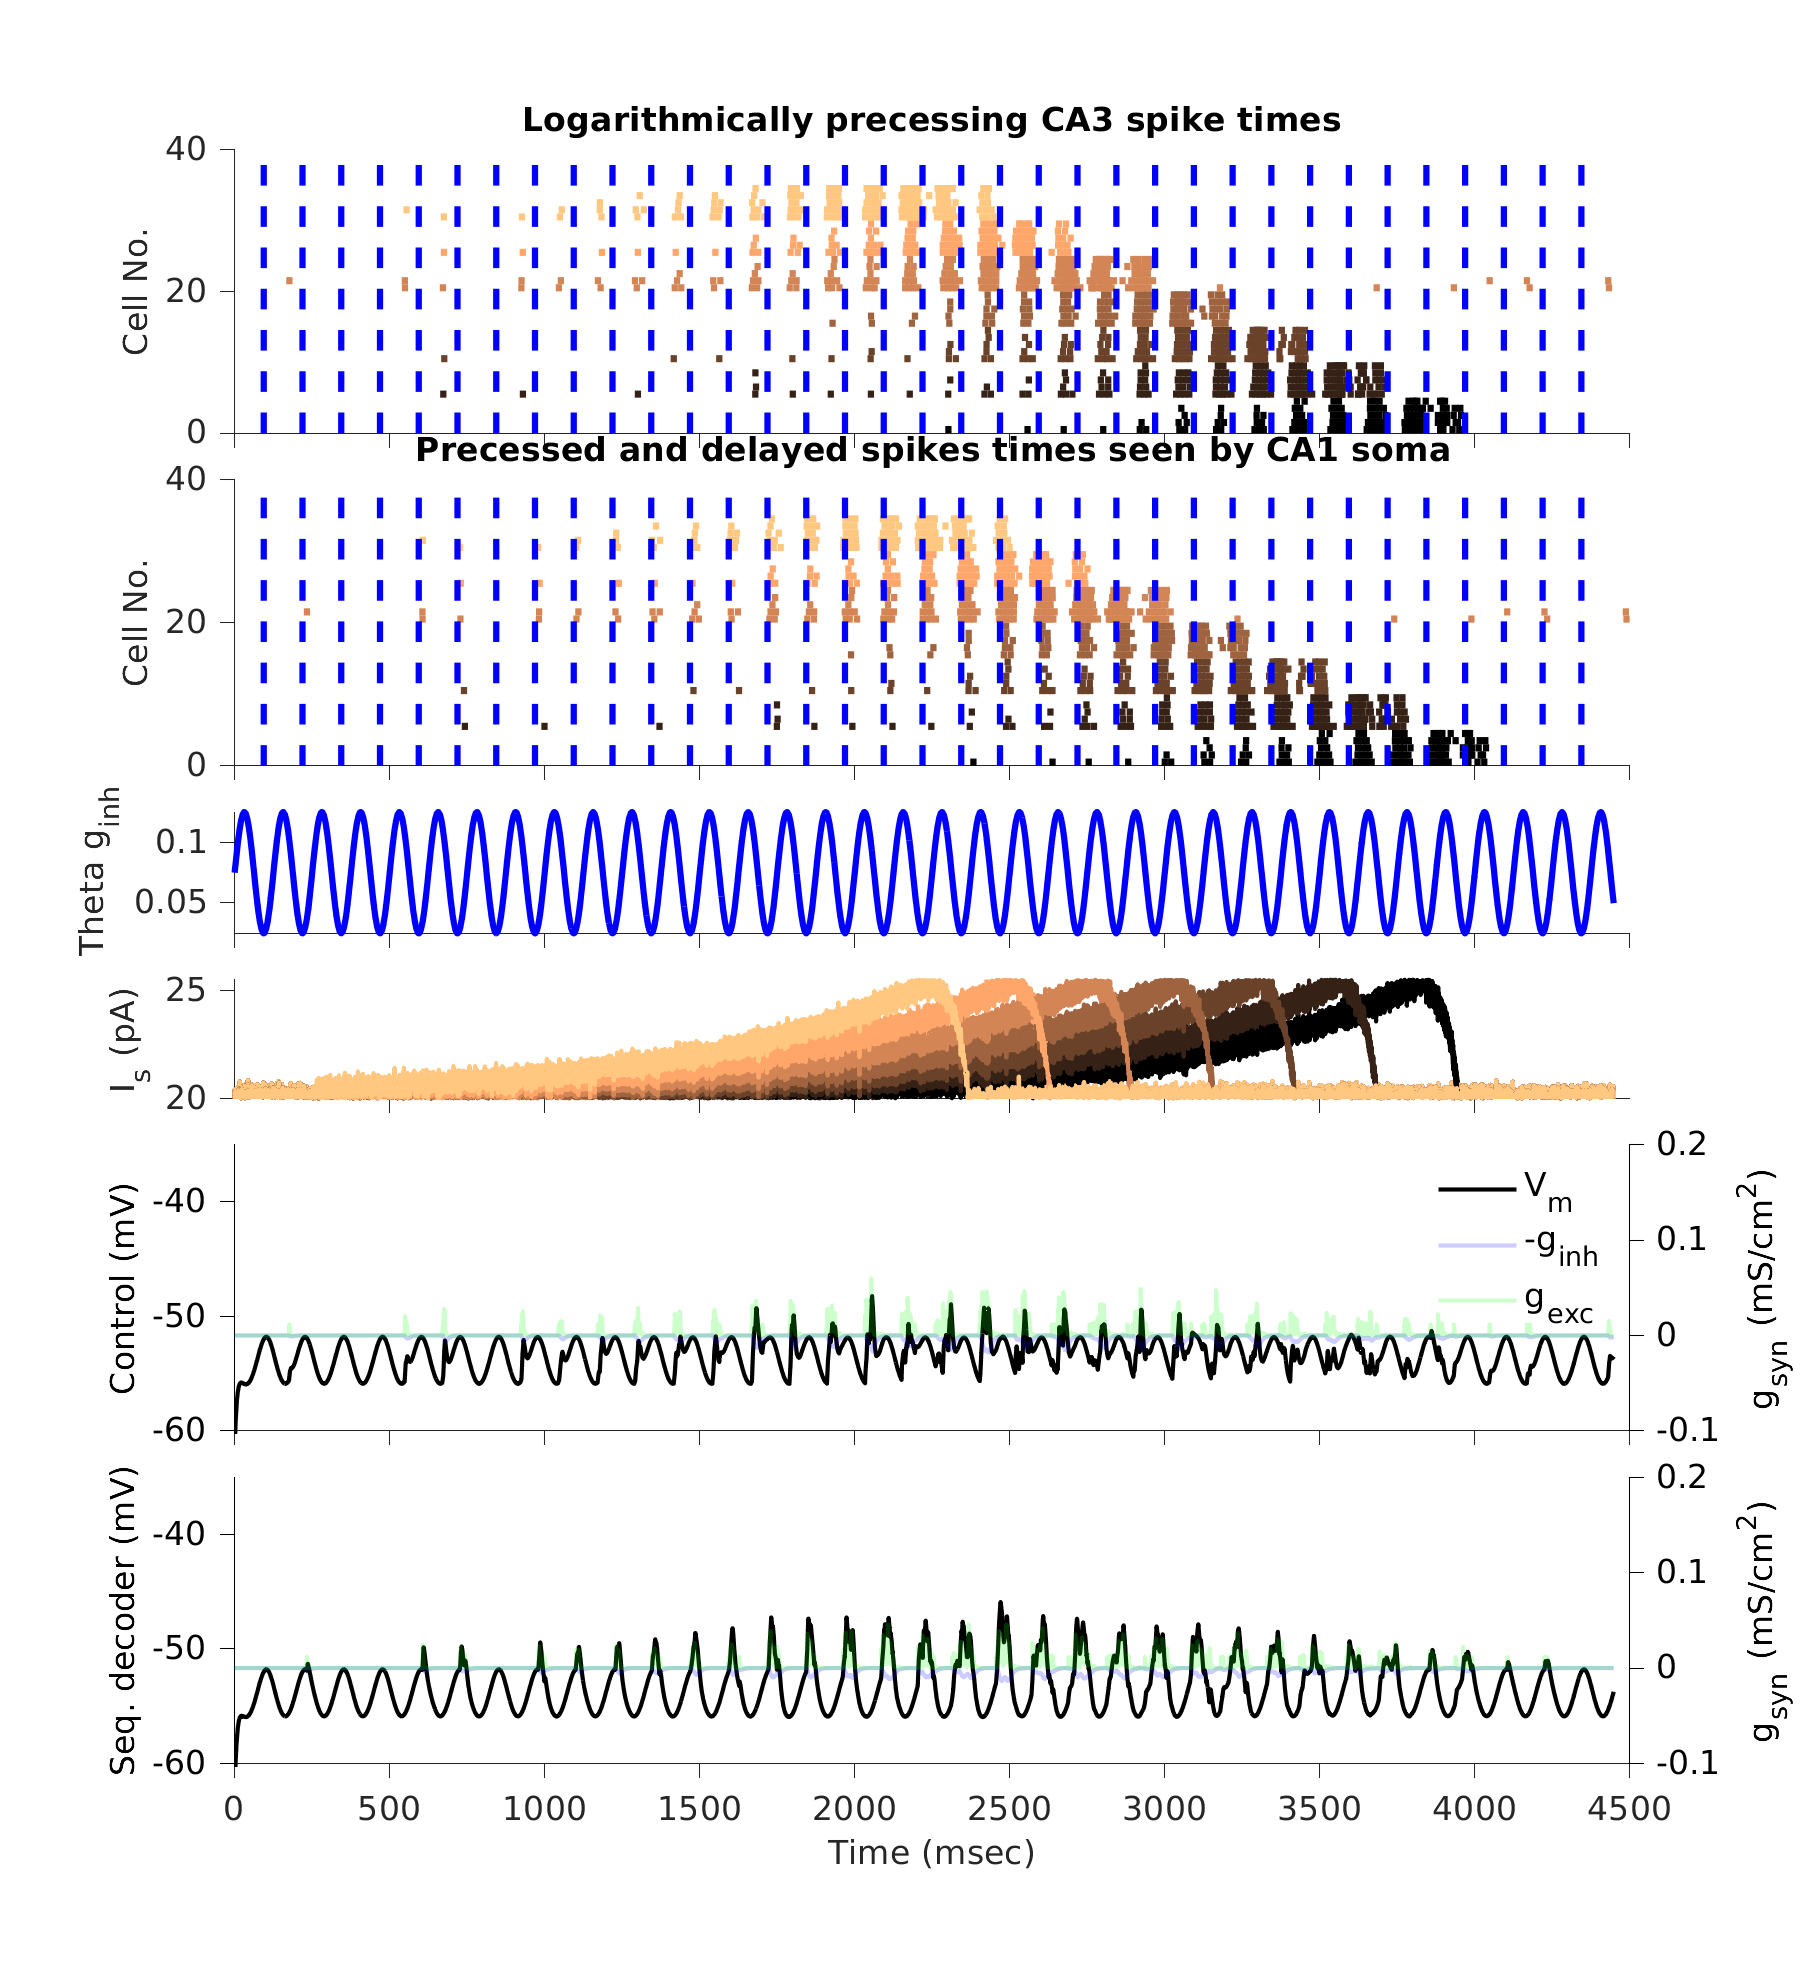 Logarithmically precessing CA3 spike times
40
20
0
Cell No.
Precessed and delayed spikes times seen by CA1 soma
40
20
0
Cell No.
0.1
0.05
Theta g_inh
25
20
I_s (pA)
-40
-50
-60
Control (mV)
V_m
-g_inh
g_exc
0.2
0.1
0
-0.1
g_syn (mS/cm^2)
-40
-50
-60
Seq. decoder (mV)
0.2
0.1
0
-0.1
g_syn (mS/cm^2)
0 500 1000 1500 2000 2500 3000 3500 4000 4500
Time (msec)